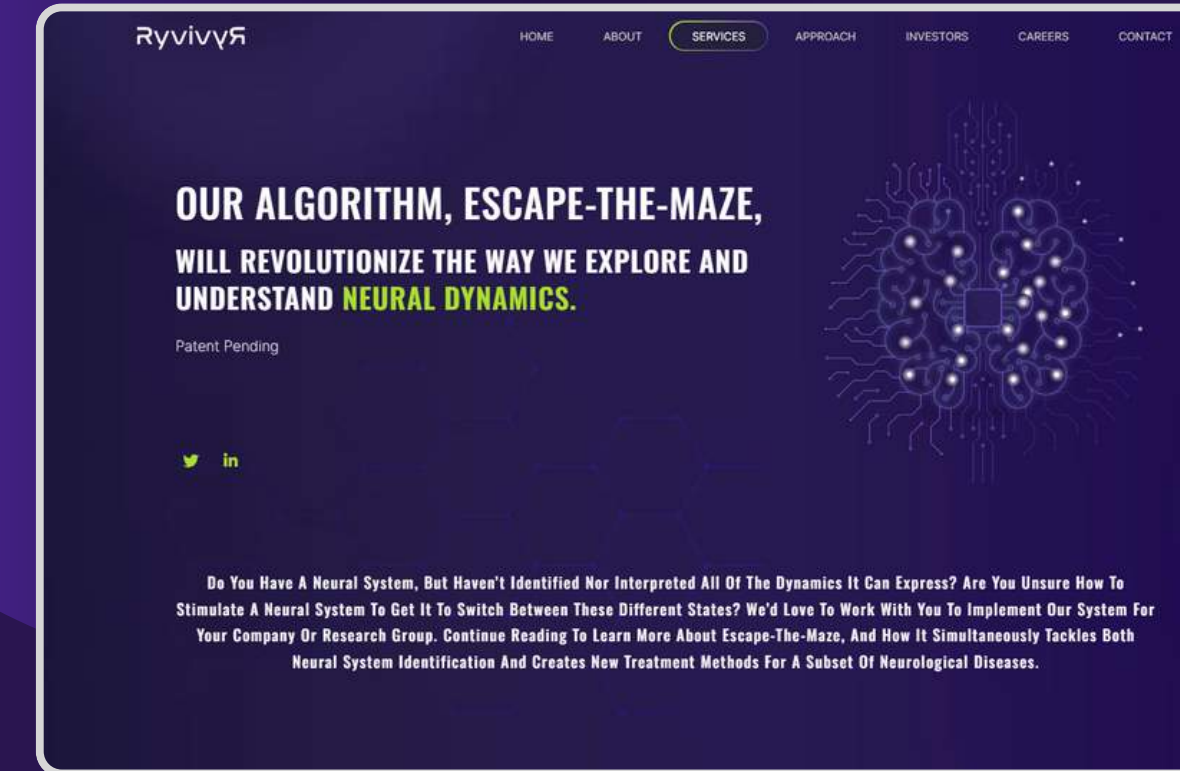 RyvivyR
HOME ABOUT SERVICES APPROACH INVESTORS CAREERS CONTACT
OUR ALGORITHM, ESCAPE-THE-MAZE,
WILL REVOLUTIONIZE THE WAY WE EXPLORE AND
UNDERSTAND NEURAL DYNAMICS.
Patent Pending
in
Do You Have A Neural System, But Haven't Identified Nor Interpreted All Of The Dynamics It Can Express? Are You Unsure How To
Stimulate A Neural System To Get It To Switch Between These Different States? We'd Love To Work With You To Implement Our System For
Your Company Or Research Group. Continue Reading To Learn More About Escape-The-Maze, And How It Simultaneously Tackles Both
Neural System Identification And Creates New Treatment Methods For A Subset Of Neurological Diseases.